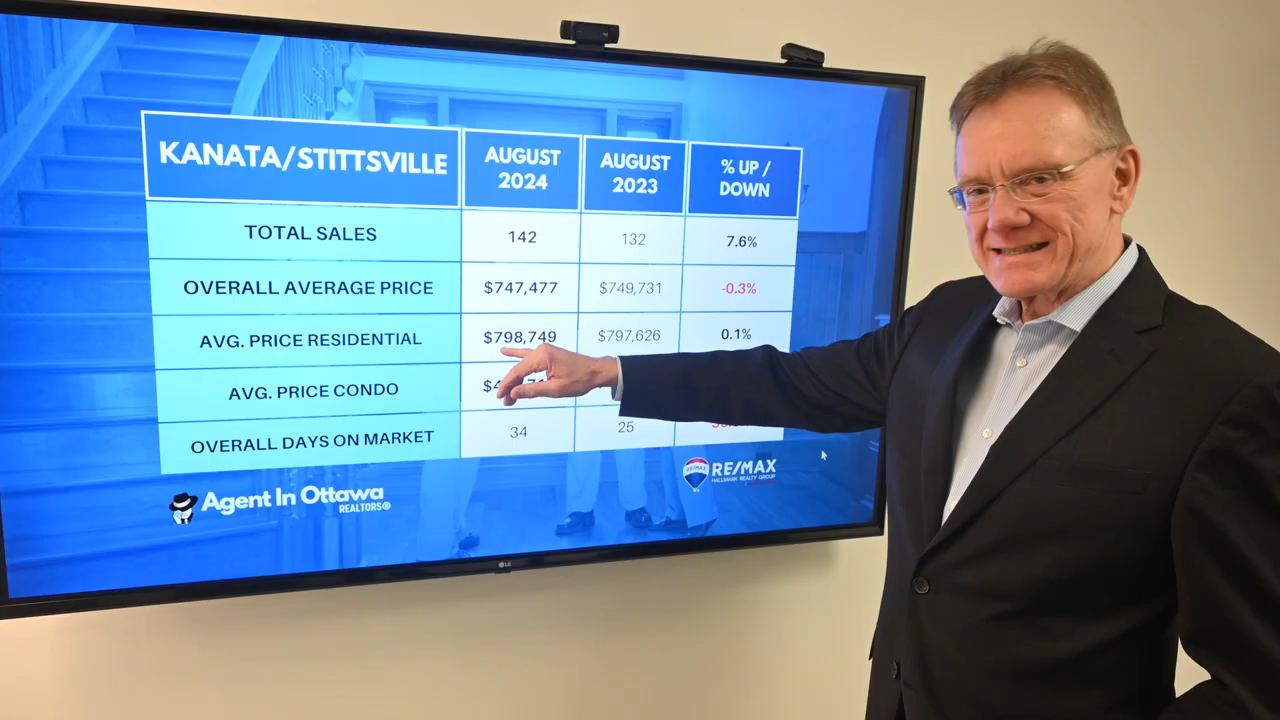 KANATA/STITTSVILLE
AUGUST 2024
AUGUST 2023
% UP / DOWN
TOTAL SALES 142 132 7.6%
OVERALL AVERAGE PRICE $747,477 $749,731 -0.3%
AVG. PRICE RESIDENTIAL $798,749 $797,626 0.1%
AVG. PRICE CONDO
OVERALL DAYS ON MARKET 34 25
Agent In Ottawa
REALTORS®
RE/MAX
RE/MAX
HALLMARK REALTY GROUP
LG